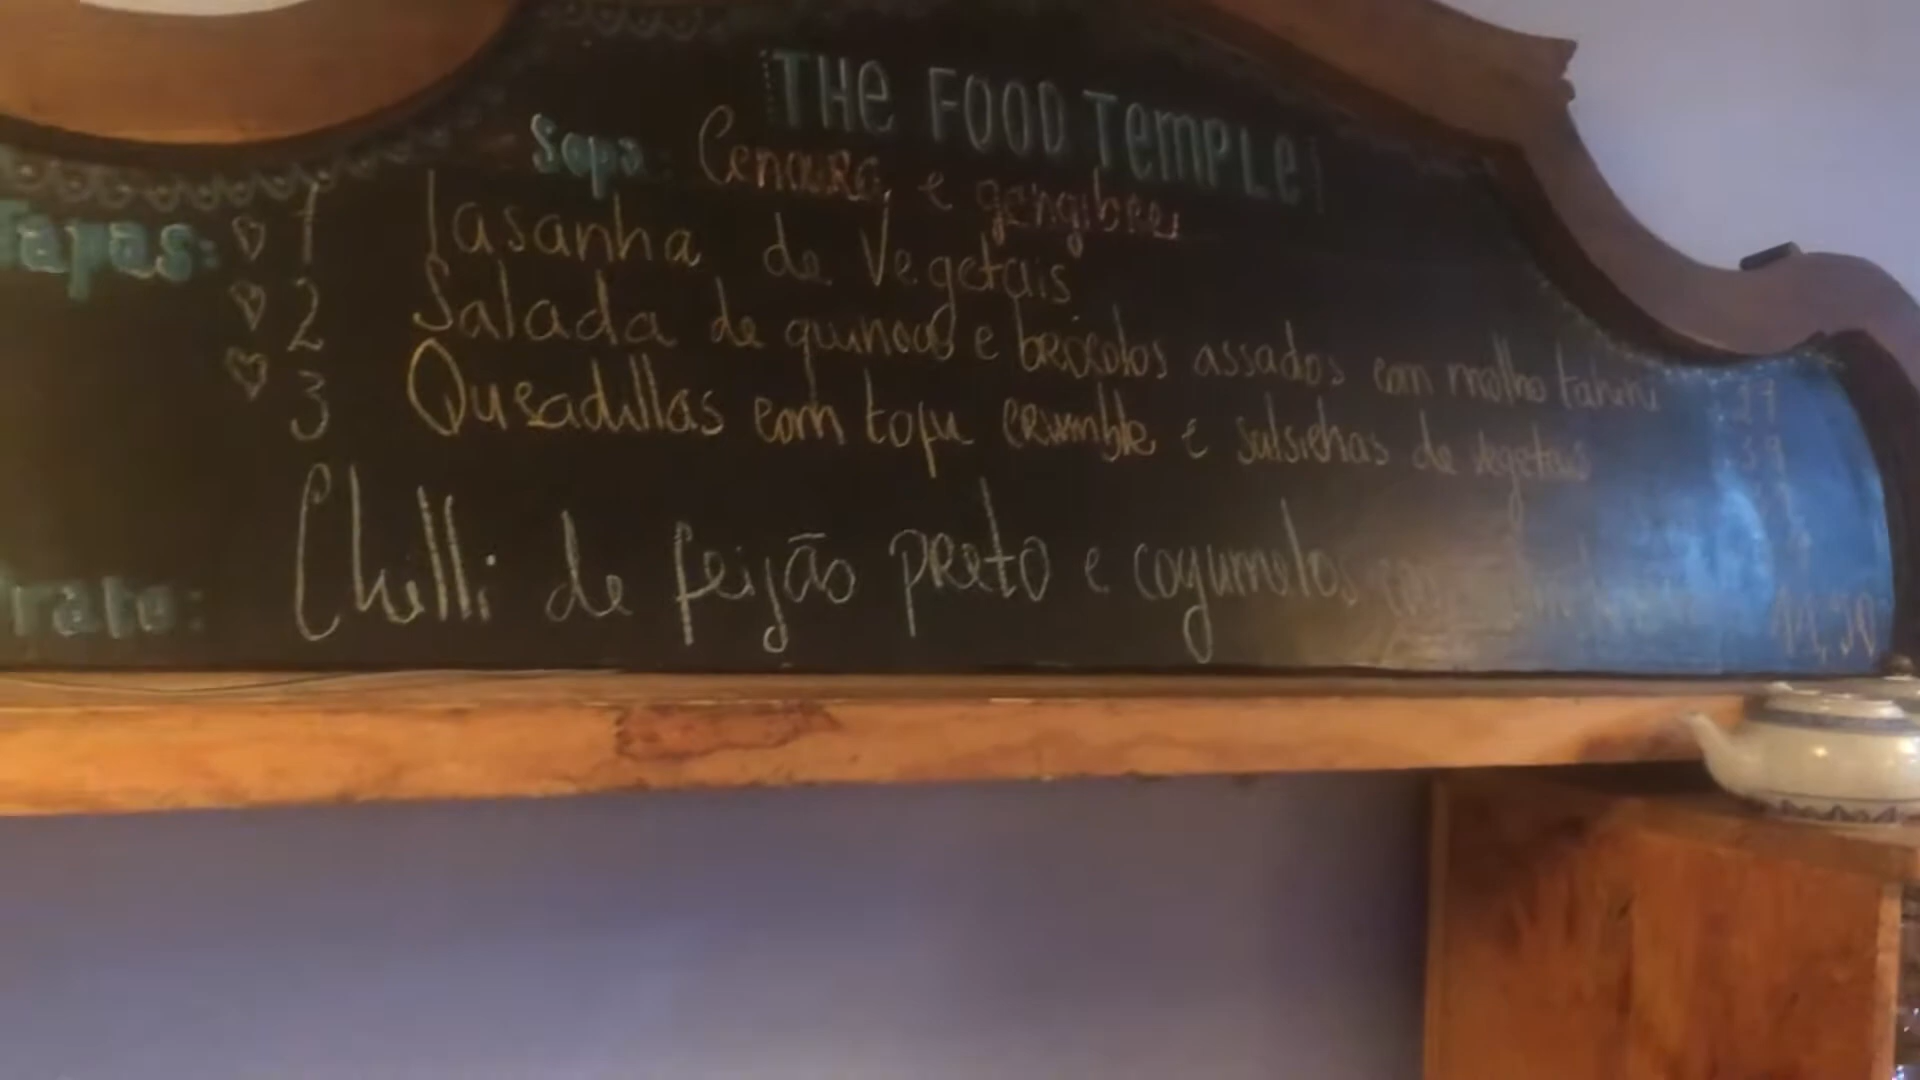 THE FOOD TEMPLE
Sopa: Cenoura e gengibre
Tapas: 1 lasanha de Vegetais
2 Salada de quinoa e brócolos assados com molho tahini
3 Quesadillas com tofu crumble e salsichas de vegetais
Chilli de feijão preto e cogumelos